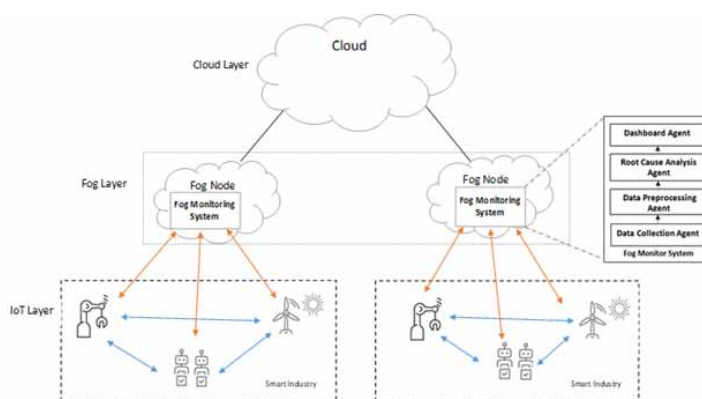 Cloud
Cloud Layer
Fog Layer
Fog Node
Fog Monitoring
System
Fog Node
Fog Monitoring
System
Dashboard Agent
Root Cause Analysis
Agent
Data Preprocessing
Agent
Data Collection Agent
Fog Monitor System
IoT Layer
Smart Industry
Smart Industry